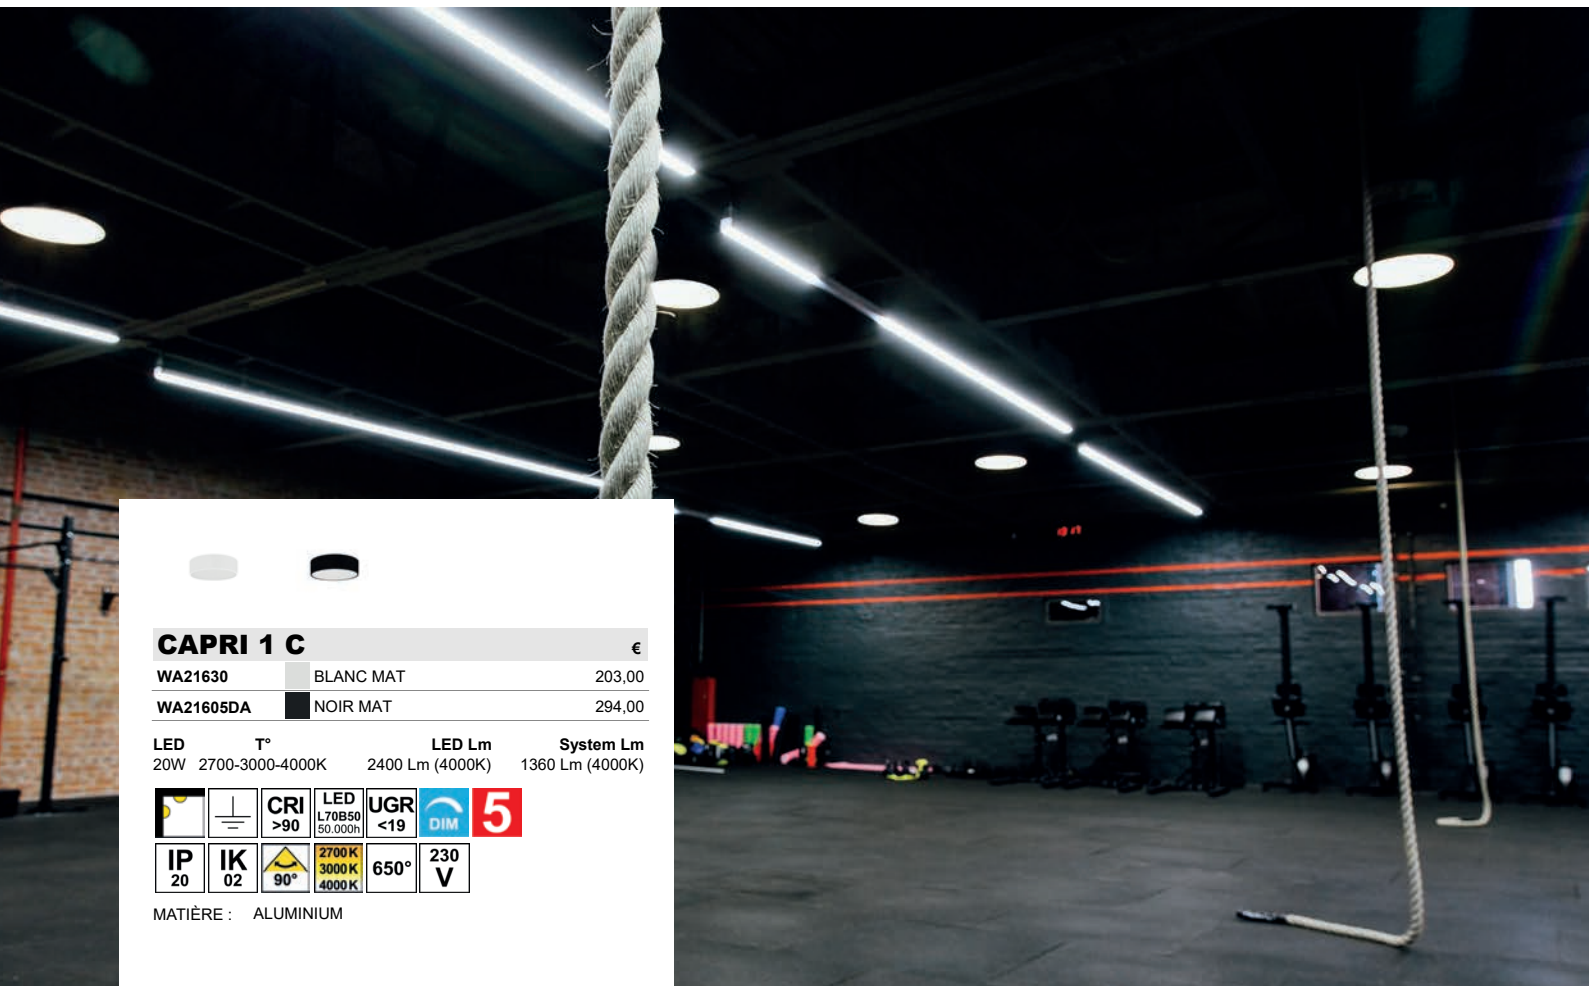 CAPRI 1 C €
WA21630 BLANC MAT 203,00
WA21605DA NOIR MAT 294,00
LED T° LED Lm System Lm
20W 2700-3000-4000K 2400 Lm (4000K) 1360 Lm (4000K)
CRI >90
LED L70B50 50.000h
UGR <19
DIM
5
IP 20
IK 02
90°
2700K
3000K
4000K
650°
230 V
MATIÈRE : ALUMINIUM